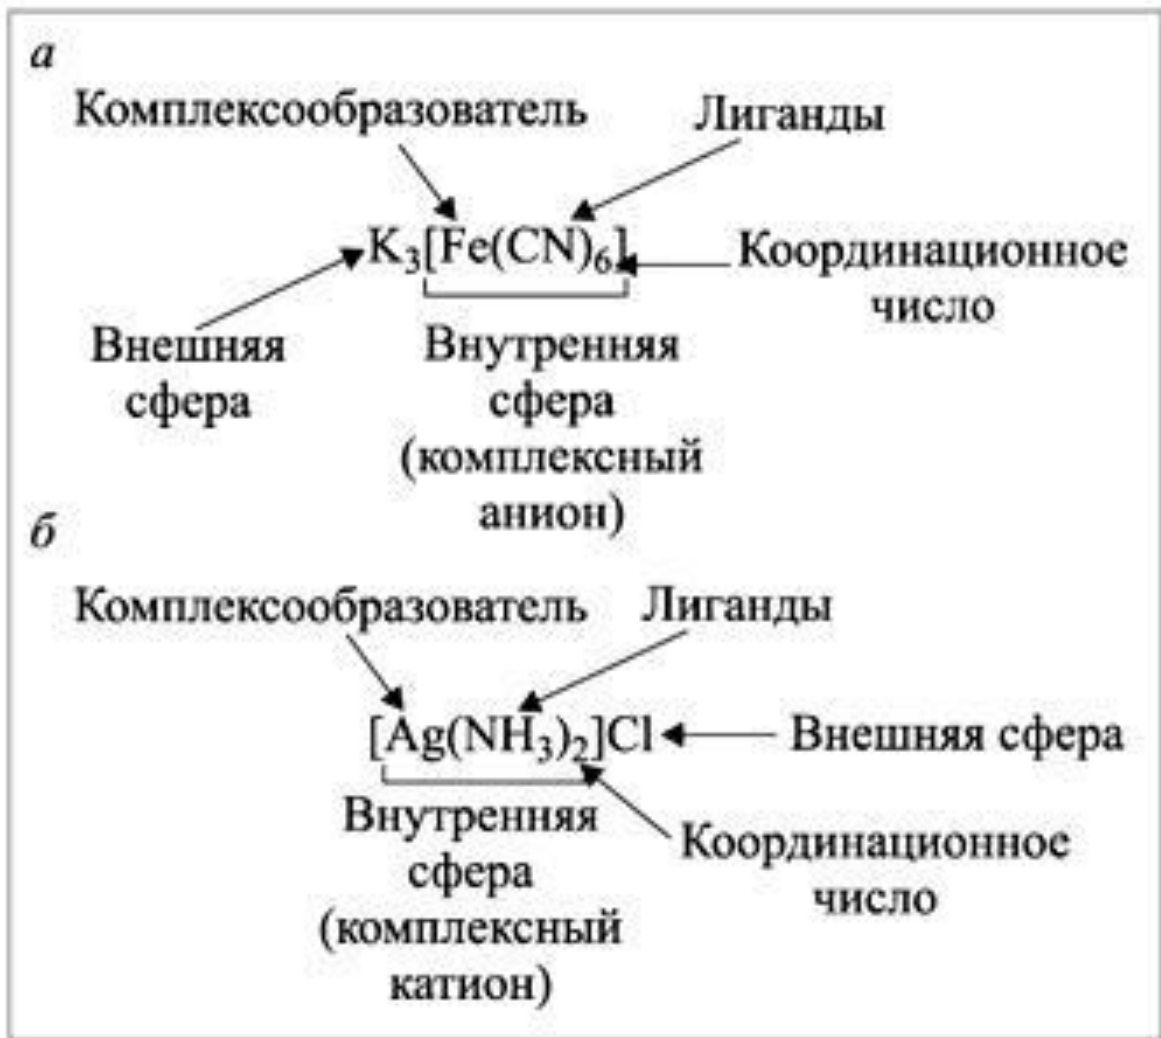 а
Комплексообразователь Лиганды
K₃[Fe(CN)₆]
Координационное
число
Внешняя
сфера
Внутренняя
сфера
(комплексный
анион)
б
Комплексообразователь Лиганды
[Ag(NH₃)₂]Cl
Внешняя сфера
Внутренняя
сфера
(комплексный
катион)
Координационное
число